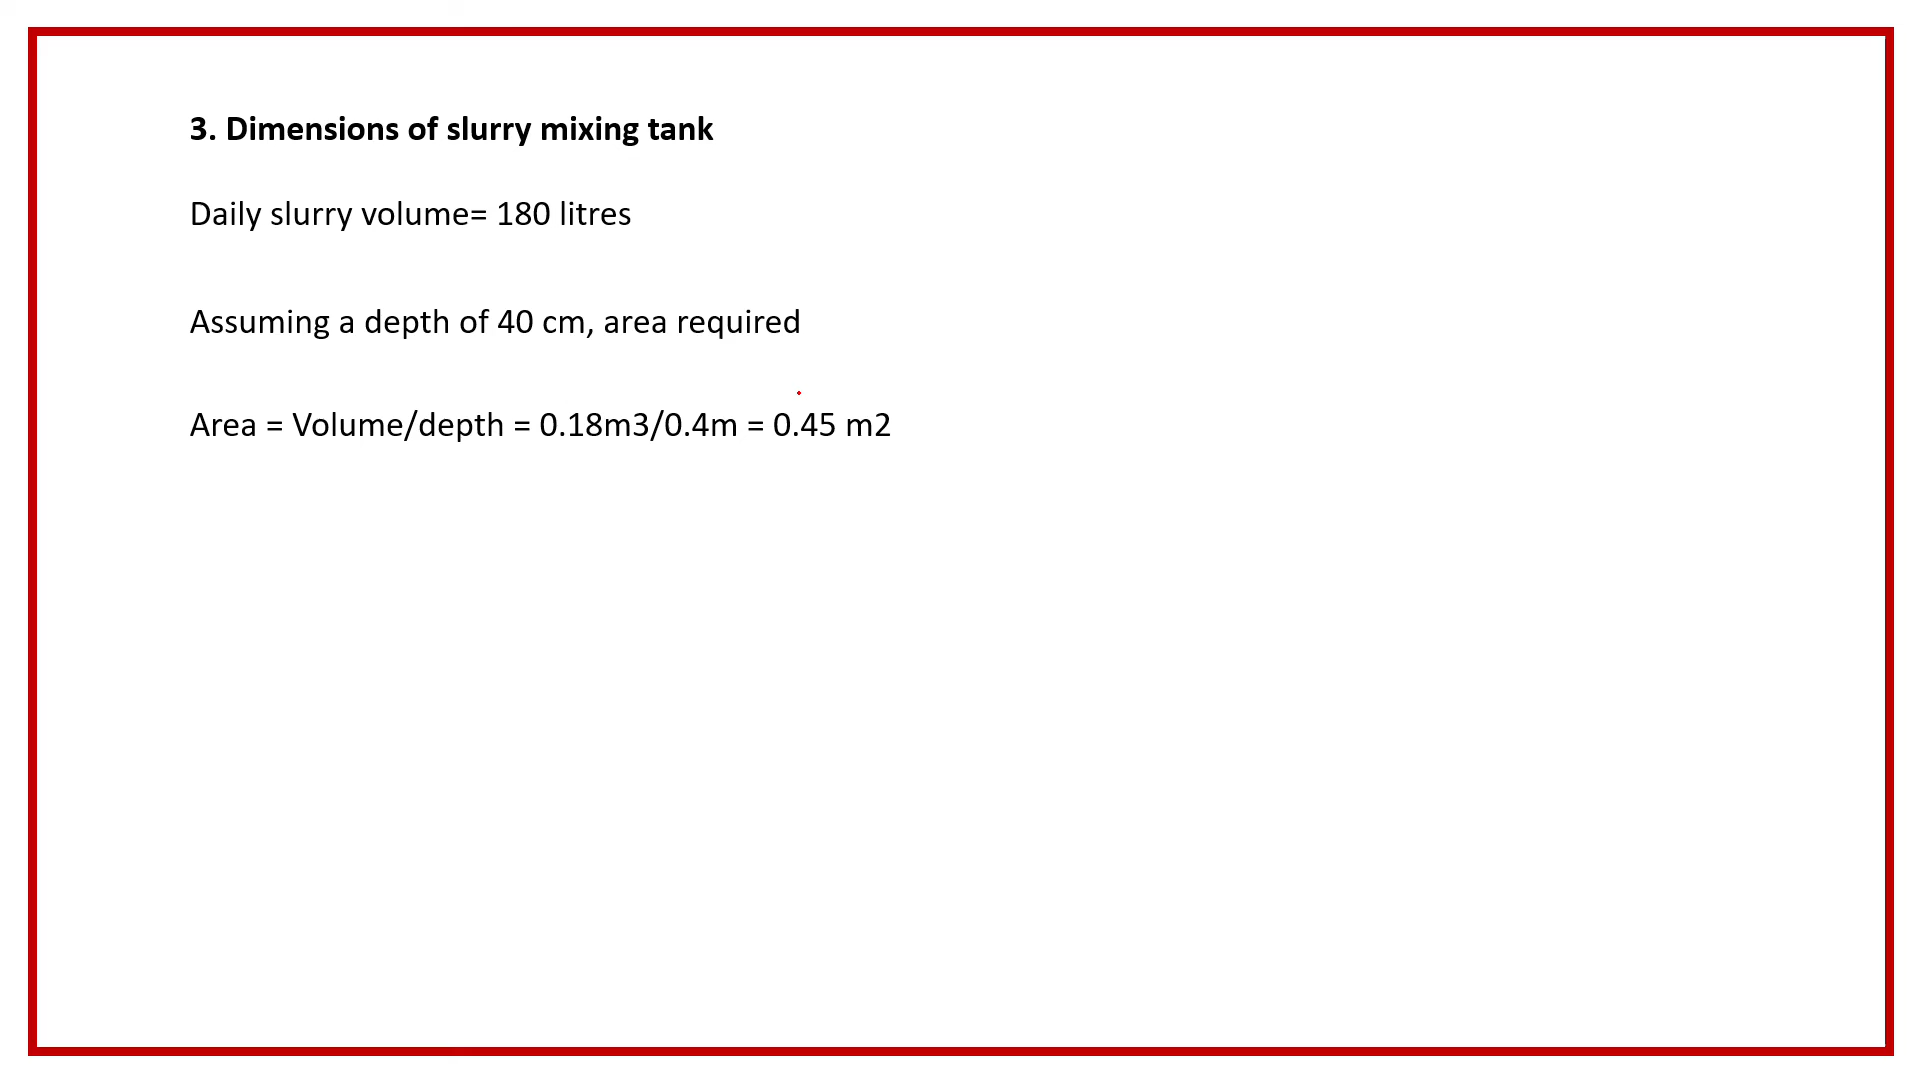 3. Dimensions of slurry mixing tank
Daily slurry volume= 180 litres
Assuming a depth of 40 cm, area required
Area = Volume/depth = 0.18m3/0.4m = 0.45 m2